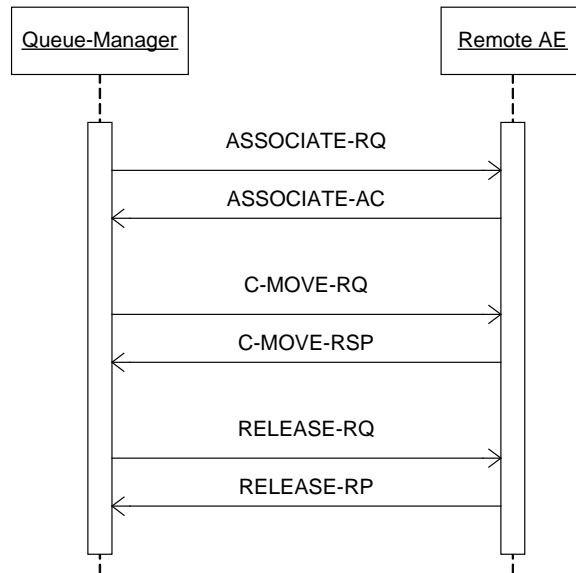 Queue-Manager
Remote AE
ASSOCIATE-RQ
ASSOCIATE-AC
C-MOVE-RQ
C-MOVE-RSP
RELEASE-RQ
RELEASE-RP